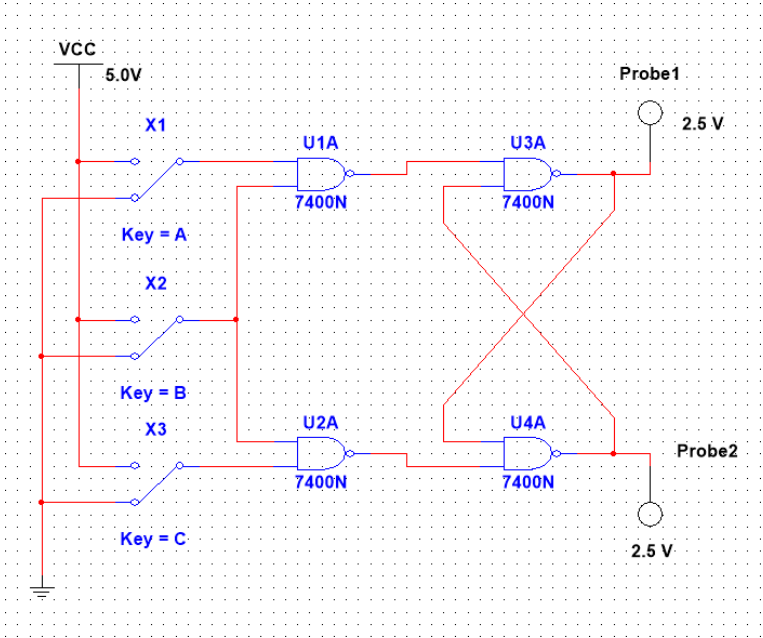 VCC
5.0V
Probe1
2.5 V
X1
U1A
U3A
7400N
7400N
Key = A
X2
Key = B
X3
U2A
U4A
Probe2
7400N
7400N
Key = C
2.5 V